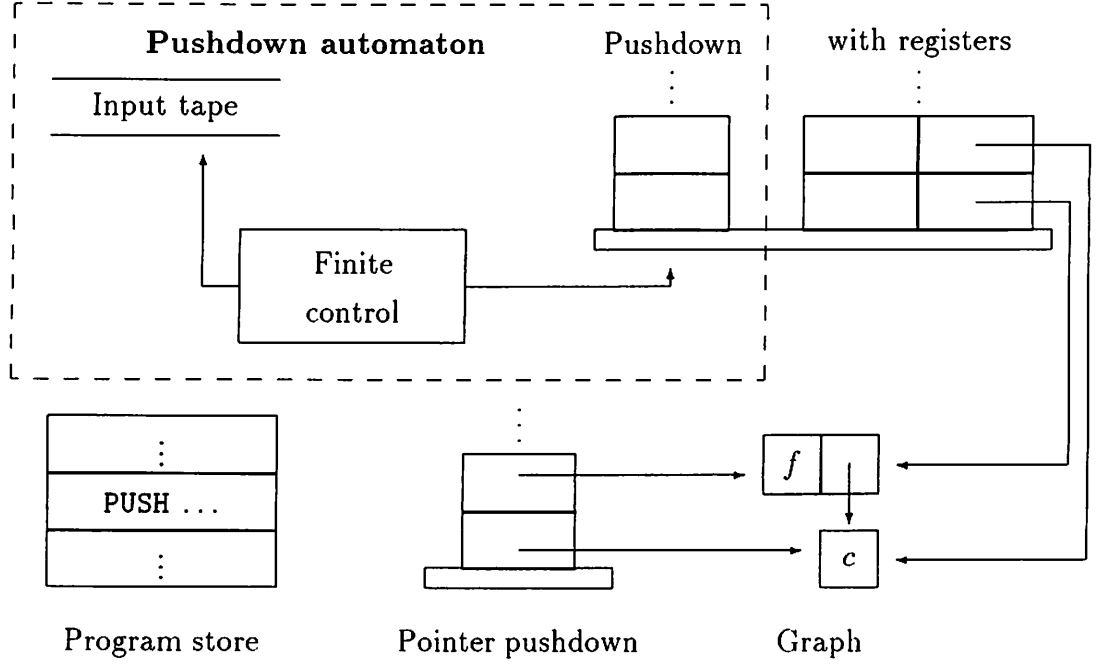 Pushdown automaton
Pushdown
with registers
Input tape
Finite
control
PUSH ...
f
c
Program store
Pointer pushdown
Graph